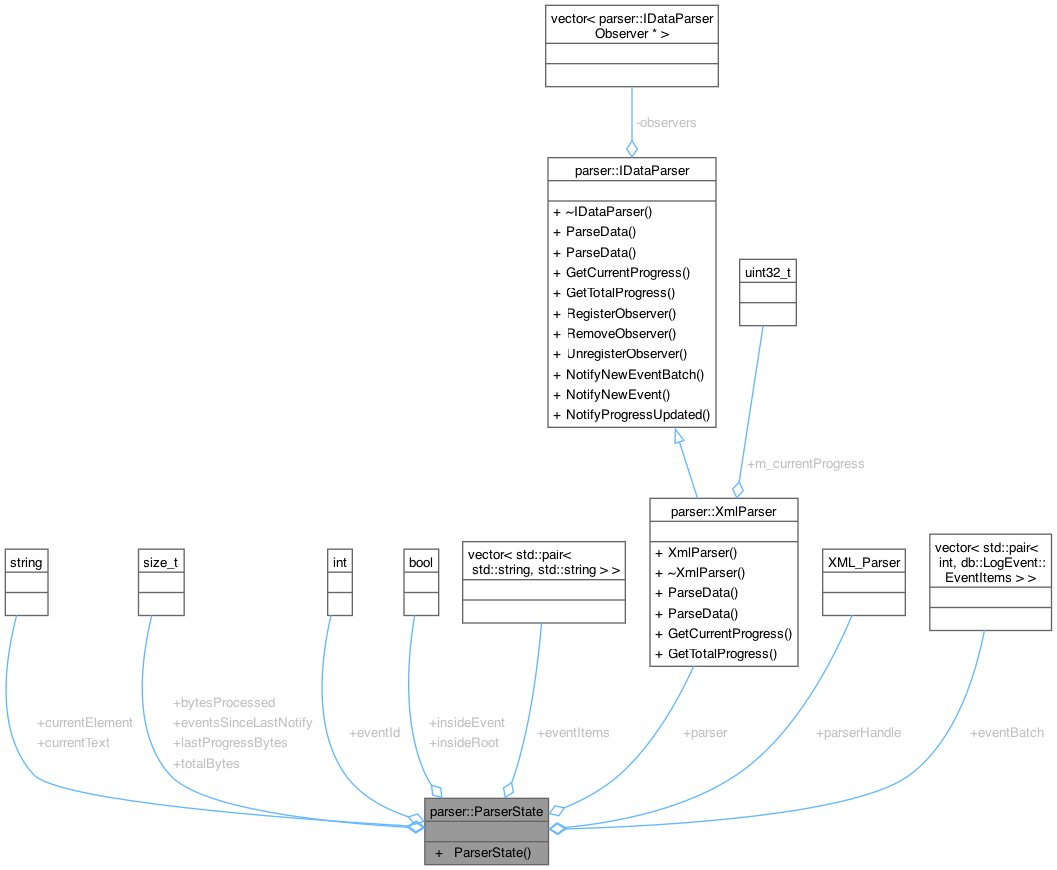 vector< parser::IDataParser
Observer * >
-observers
parser::IDataParser
+ ~IDataParser()
+ ParseData()
+ ParseData()
+ GetCurrentProgress()
+ GetTotalProgress()
+ RegisterObserver()
+ RemoveObserver()
+ UnregisterObserver()
+ NotifyNewEventBatch()
+ NotifyNewEvent()
+ NotifyProgressUpdated()
uint32_t
+m_currentProgress
parser::XmlParser
+ XmlParser()
+ ~XmlParser()
+ ParseData()
+ ParseData()
+ GetCurrentProgress()
+ GetTotalProgress()
string
size_t
int
bool
vector< std::pair<
std::string, std::string > >
XML_Parser
vector< std::pair<
int, db::LogEvent::
EventItems > >
+currentElement
+currentText
+bytesProcessed
+eventsSinceLastNotify
+lastProgressBytes
+totalBytes
+eventId
+insideEvent
+insideRoot
+eventItems
+parser
+parserHandle
+eventBatch
parser::ParserState
+ ParserState()